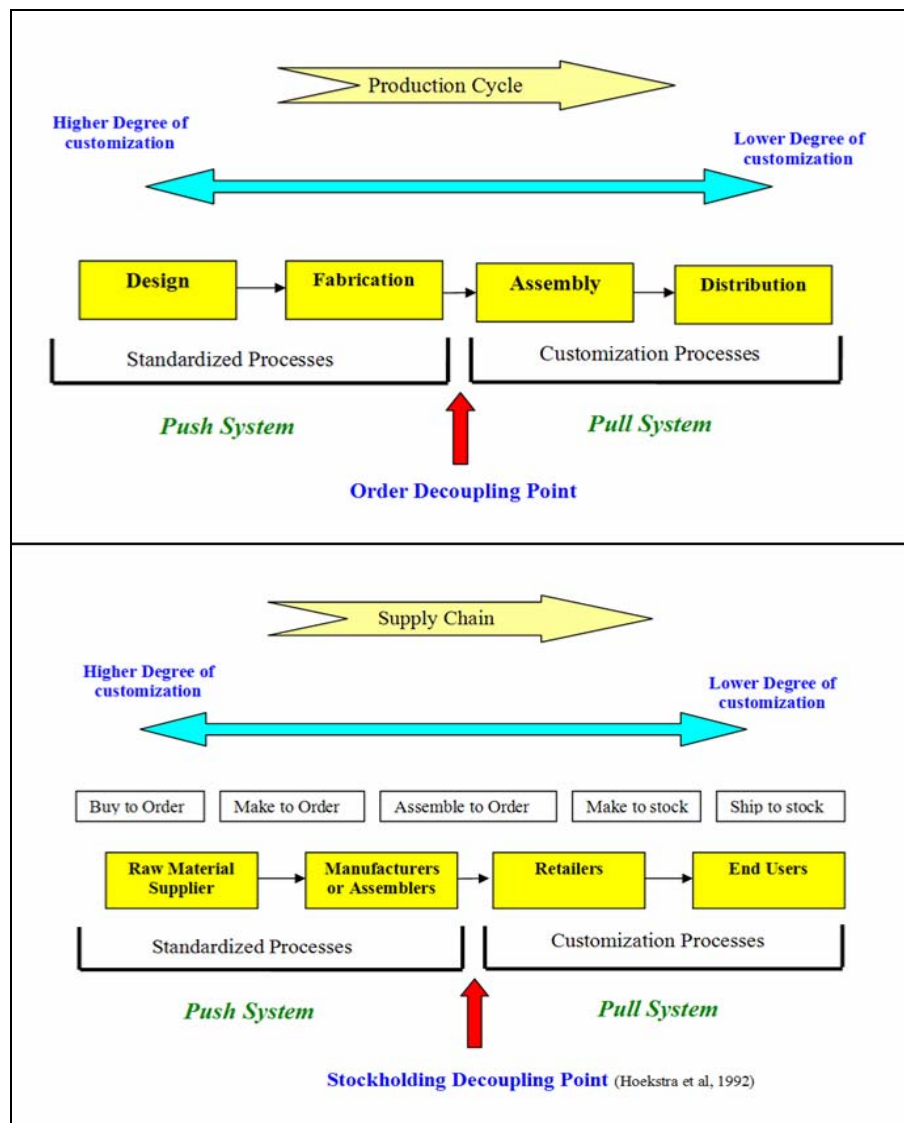 Production Cycle
Higher Degree of
customization
Lower Degree of
customization
Design
Fabrication
Assembly
Distribution
Standardized Processes
Customization Processes
Push System
Pull System
Order Decoupling Point
Supply Chain
Higher Degree of
customization
Lower Degree of
customization
Buy to Order
Make to Order
Assemble to Order
Make to stock
Ship to stock
Raw Material
Supplier
Manufacturers
or Assemblers
Retailers
End Users
Standardized Processes
Customization Processes
Push System
Pull System
Stockholding Decoupling Point (Hoekstra et al, 1992)